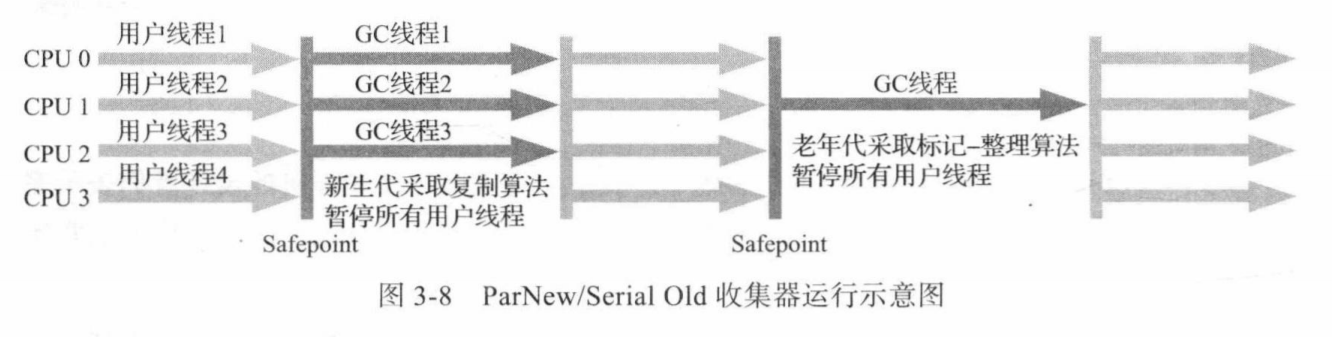 用户线程1
GC线程1
CPU 0
用户线程2
GC线程2
GC线程
CPU 1
用户线程3
GC线程3
CPU 2
用户线程4
CPU 3
新生代采取复制算法
暂停所有用户线程
老年代采取标记–整理算法
暂停所有用户线程
Safepoint
Safepoint
图 3-8 ParNew/Serial Old 收集器运行示意图